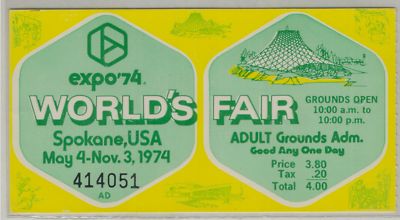 expo'74.
WORLD'S FAIR
Spokane, USA
May 4-Nov. 3, 1974
414051
AD
GROUNDS OPEN
10:00 a.m. to
10:00 p.m.
ADULT Grounds Adm.
Good Any One Day
Price 3.80
Tax .20
Total 4.00